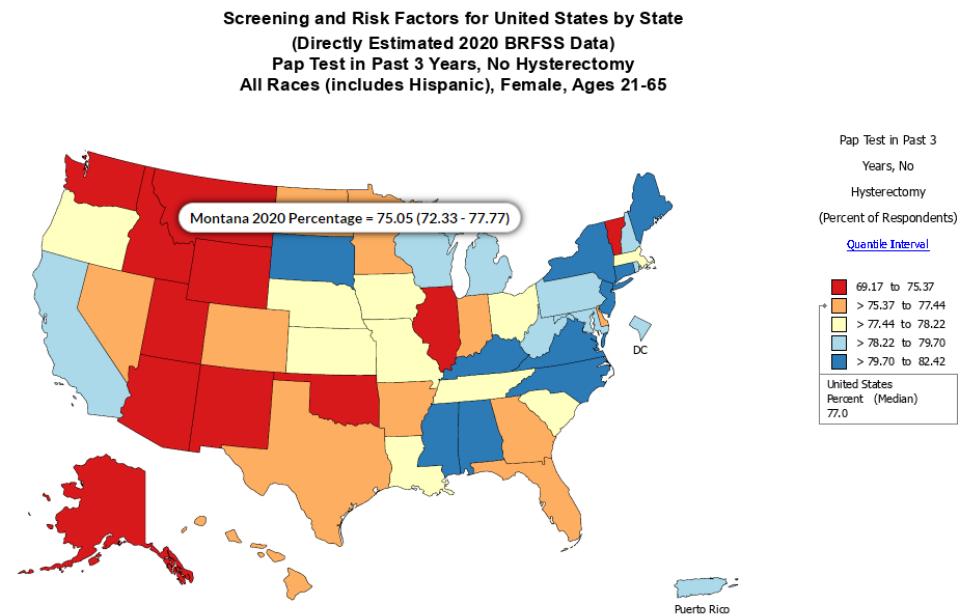 Screening and Risk Factors for United States by State
(Directly Estimated 2020 BRFSS Data)
Pap Test in Past 3 Years, No Hysterectomy
All Races (includes Hispanic), Female, Ages 21-65
Pap Test in Past 3
Years, No
Hysterectomy
(Percent of Respondents)
Quantile Interval
Montana 2020 Percentage = 75.05 (72.33 - 77.77)
69.17 to 75.37
> 75.37 to 77.44
> 77.44 to 78.22
> 78.22 to 79.70
> 79.70 to 82.42
United States
Percent (Median)
77.0
DC
Puerto Rico